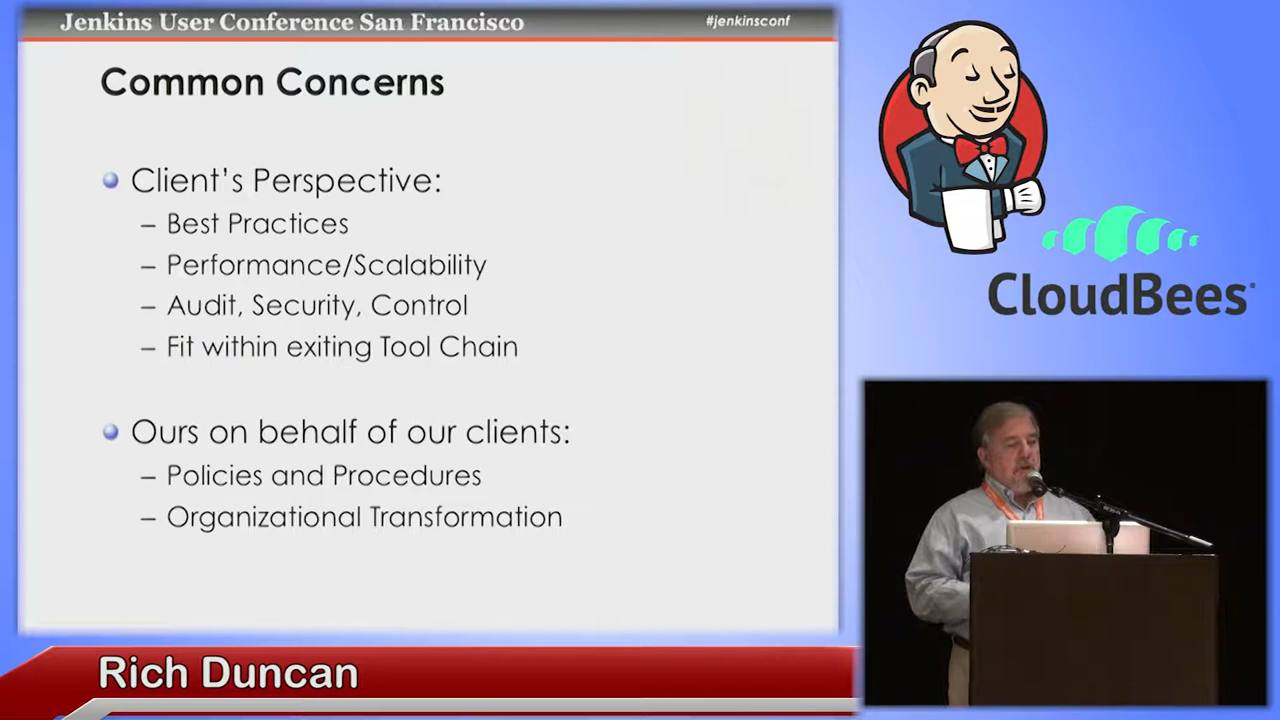 Jenkins User Conference San Francisco
#jenkinsconf
Common Concerns
Client's Perspective:
– Best Practices
– Performance/Scalability
– Audit, Security, Control
– Fit within exiting Tool Chain
Ours on behalf of our clients:
– Policies and Procedures
– Organizational Transformation
CloudBees
Rich Duncan